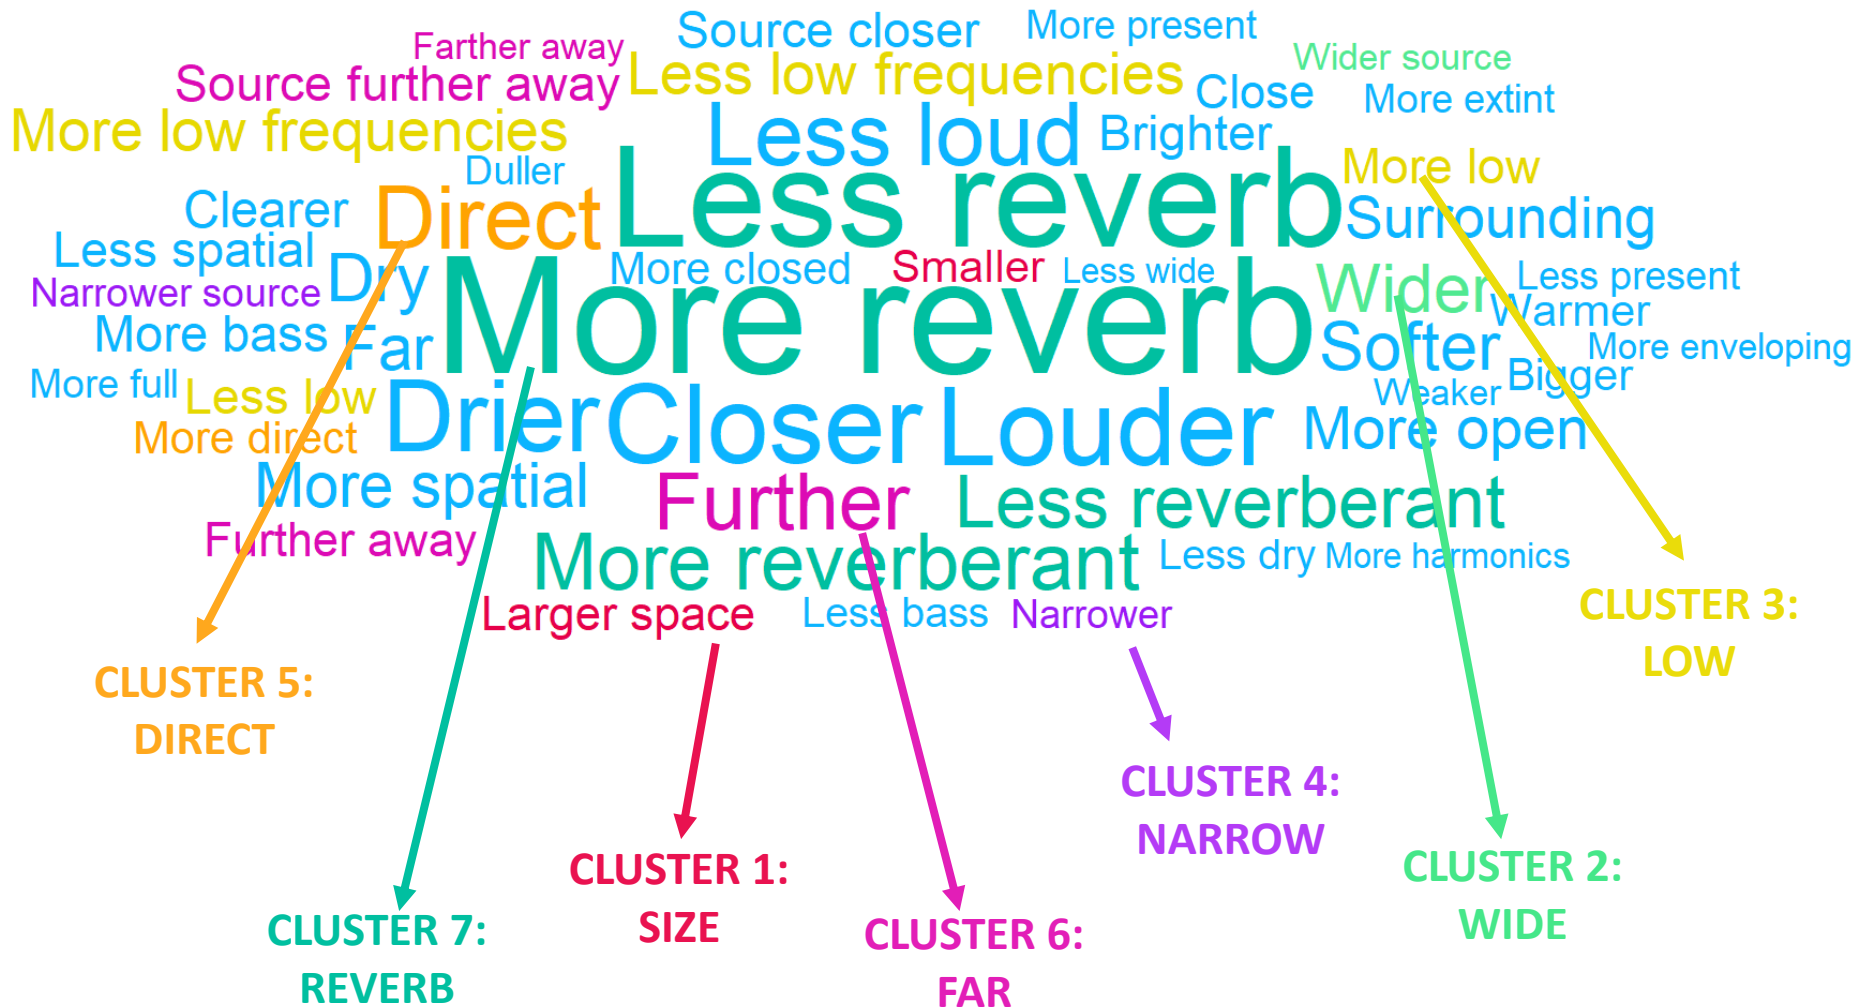 Source closer
More present
Farther away
Wider source
Source further away
Less low frequencies
Close
More extint
More low frequencies
Less loud
Brighter
Duller
Less reverb
More low
Clearer
Direct
Surrounding
Less spatial
Dry
More closed
Smaller
Less wide
Wider
Less present
Narrower source
More reverb
Warmer
More bass
Far
Softer
More enveloping
More full
Less low
Drier
Closer
Louder
Weaker
Bigger
More direct
More open
More spatial
Further
Less reverberant
Further away
More reverberant
Less dry
More harmonics
Larger space
Less bass
Narrower
CLUSTER 3:
LOW
CLUSTER 5:
DIRECT
CLUSTER 4:
NARROW
CLUSTER 1:
SIZE
CLUSTER 2:
WIDE
CLUSTER 7:
REVERB
CLUSTER 6:
FAR